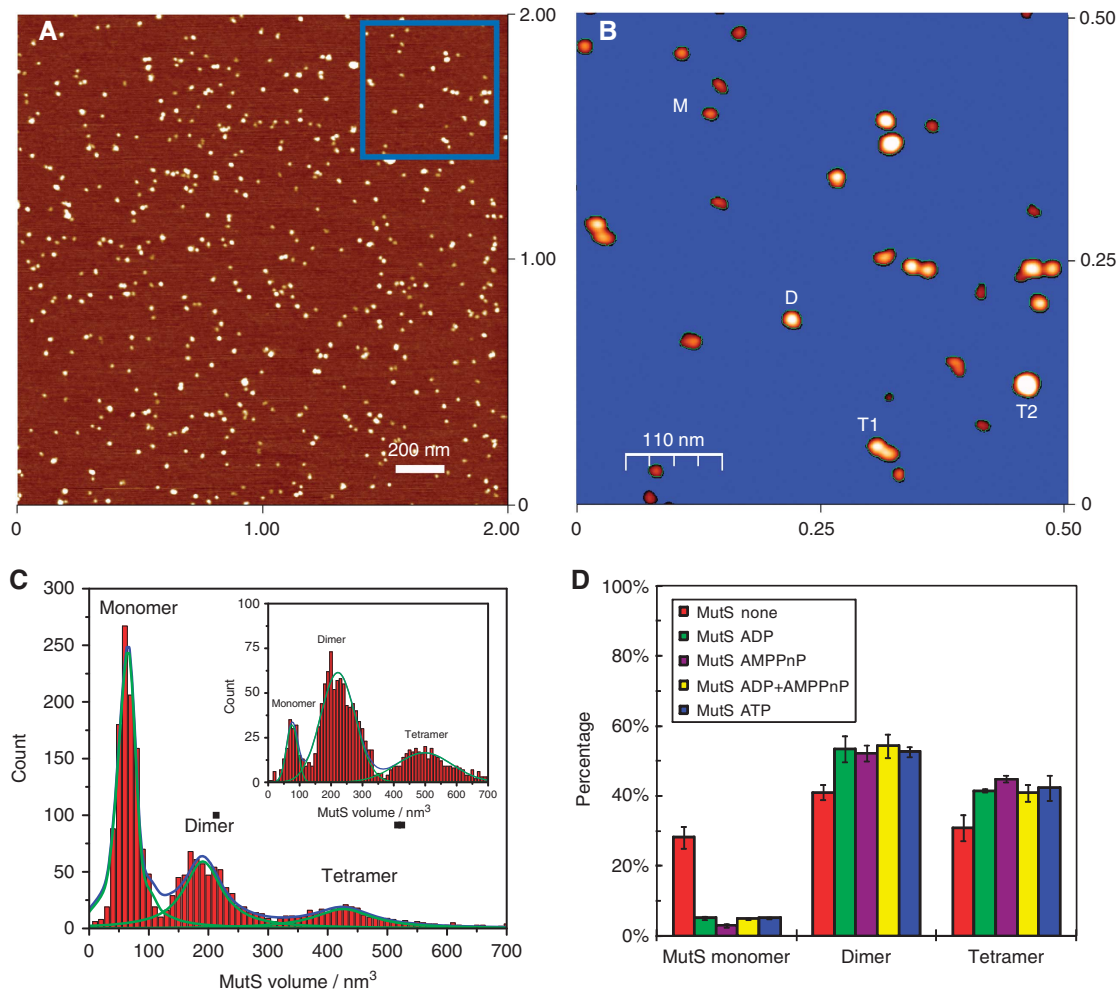 A
2.00
1.00
0
200 nm
0
1.00
2.00
B
0.50
0.25
0
M
D
T1
T2
110 nm
0
0.25
0.50
C
300
250
200
150
100
50
0
Count
Monomer
Dimer
Tetramer
0
100
200
300
400
500
600
700
MutS volume / nm³
100
75
50
25
0
Count
Monomer
Dimer
Tetramer
0
100
200
300
400
500
600
700
MutS volume / nm³
D
100%
80%
60%
40%
20%
0%
Percentage
MutS none
MutS ADP
MutS AMPPnP
MutS ADP+AMPPnP
MutS ATP
MutS monomer
Dimer
Tetramer